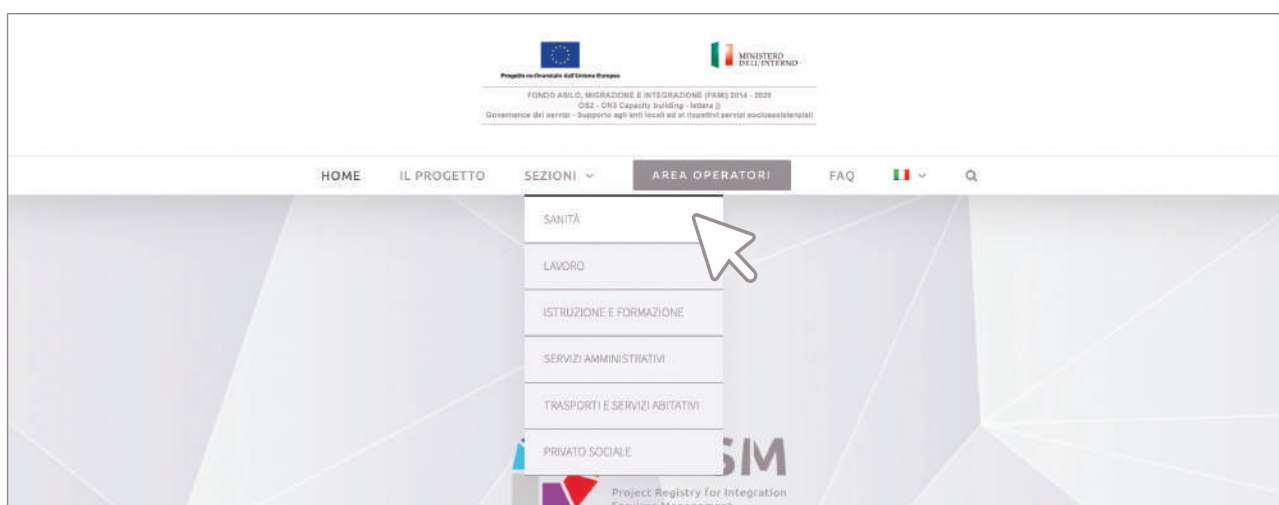 MINISTERO
DELL'INTERNO
Progetto co-finanziato dall'Unione Europea
FONDO ASILO, MIGRAZIONE E INTEGRAZIONE (FAMI) 2014 - 2020
OS2 - ON3 Capacity building - lettera j)
Governance dei servizi - Supporto agli enti locali ed ai rispettivi servizi socioassistenziali
HOME IL PROGETTO SEZIONI AREA OPERATORI FAQ
SANITÀ
LAVORO
ISTRUZIONE E FORMAZIONE
SERVIZI AMMINISTRATIVI
TRASPORTI E SERVIZI ABITATIVI
PRIVATO SOCIALE
SM
Project Registry for Integration
Services Management